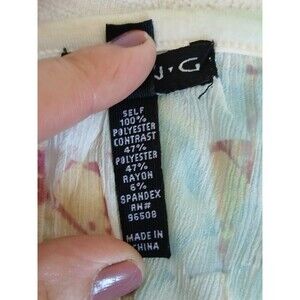 J·G
SELF
100%
POLYESTER
CONTRAST
47%
POLYESTER
47%
RAYON
6%
SPANDEX
RN#
96508
MADE IN
CHINA